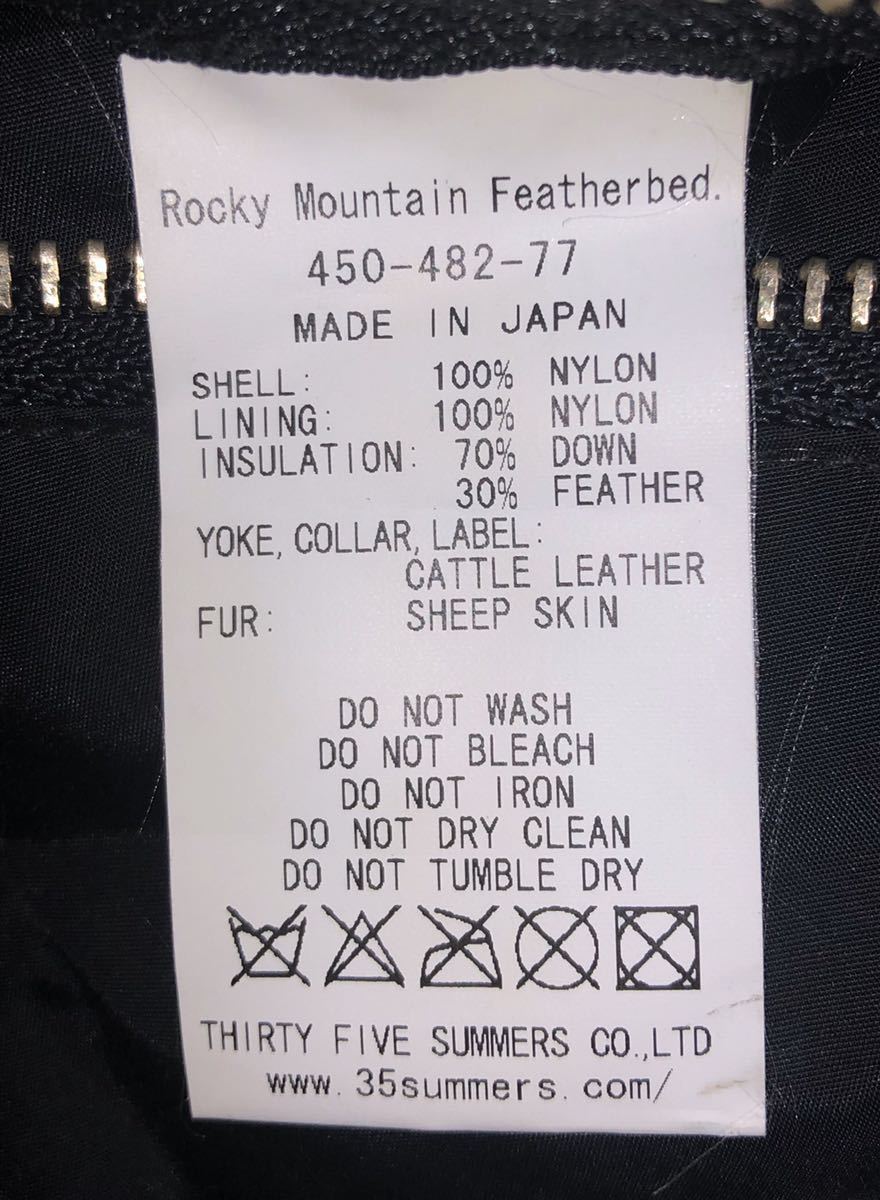 Rocky Mountain Featherbed.
450-482-77
MADE IN JAPAN
SHELL: 100% NYLON
LINING: 100% NYLON
INSULATION: 70% DOWN
30% FEATHER
YOKE, COLLAR, LABEL:
CATTLE LEATHER
FUR: SHEEP SKIN
DO NOT WASH
DO NOT BLEACH
DO NOT IRON
DO NOT DRY CLEAN
DO NOT TUMBLE DRY
THIRTY FIVE SUMMERS CO.,LTD
www.35summers.com/